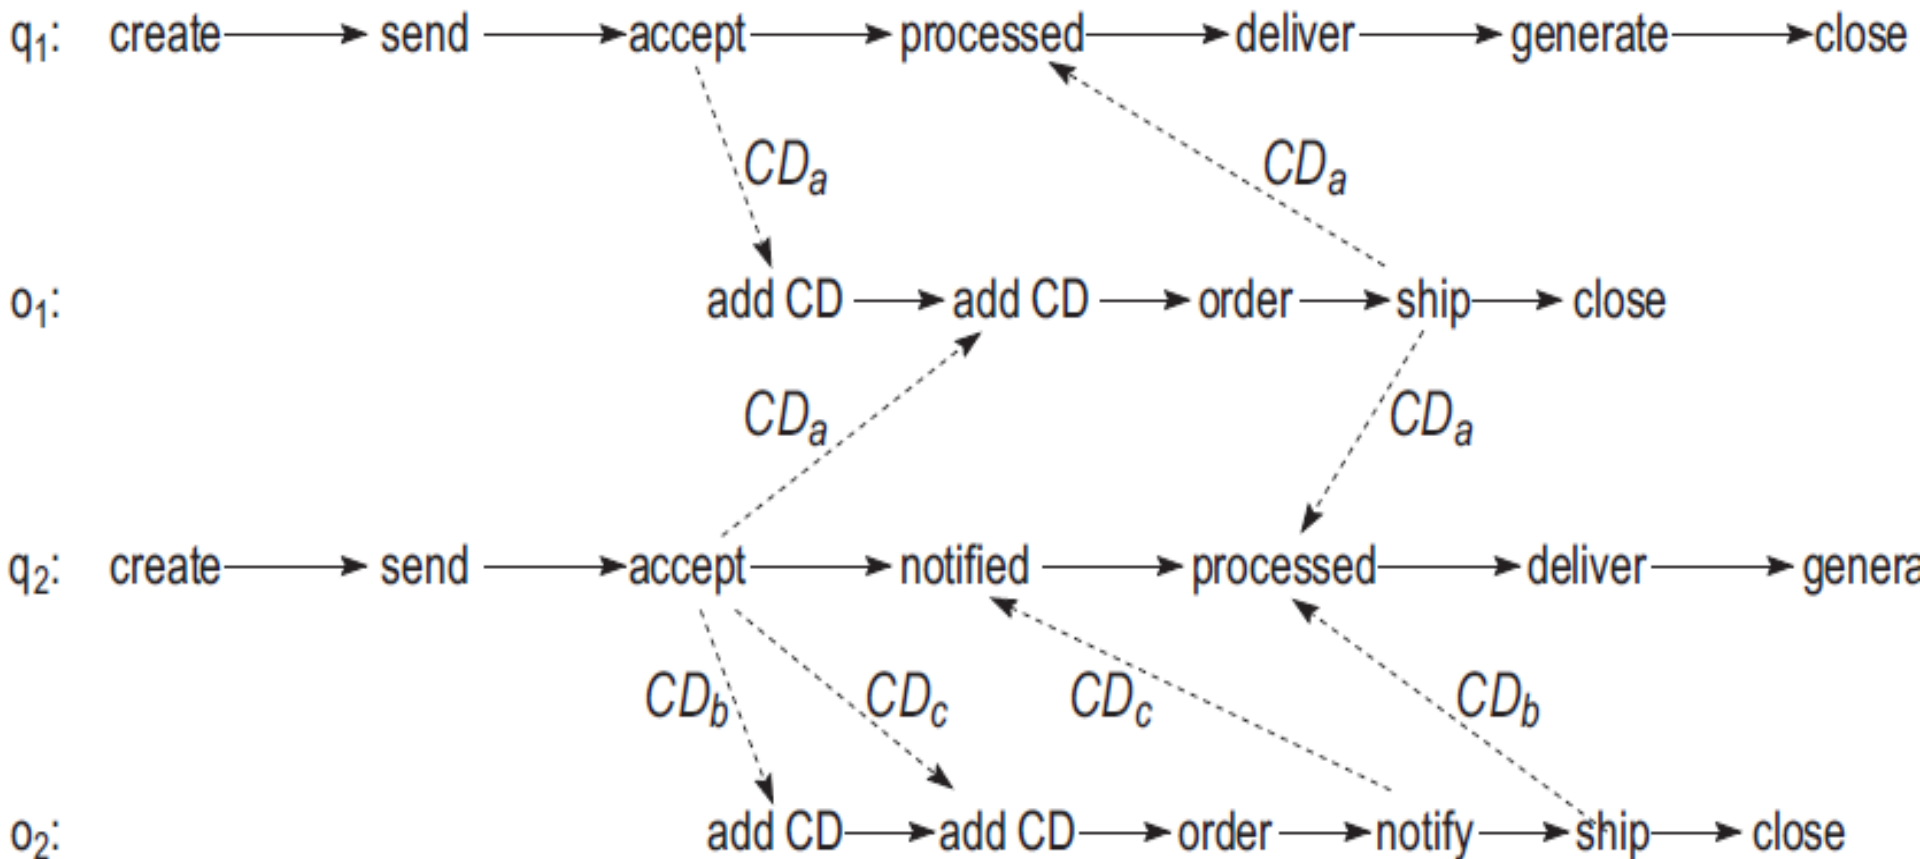 q1: create send accept processed deliver generate close
CDa CDa
o1: add CD add CD order ship close
CDa CDa
q2: create send accept notified processed deliver genera
CDb CDc CDc CDb
o2: add CD add CD order notify ship close